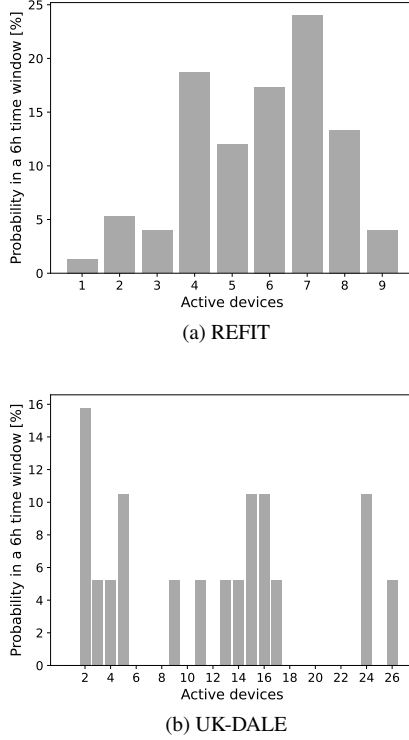 Probability in a 6h time window [%]
25
20
15
10
5
0
1 2 3 4 5 6 7 8 9
Active devices
(a) REFIT
Probability in a 6h time window [%]
16
14
12
10
8
6
4
2
0
2 4 6 8 10 12 14 16 18 20 22 24 26
Active devices
(b) UK-DALE